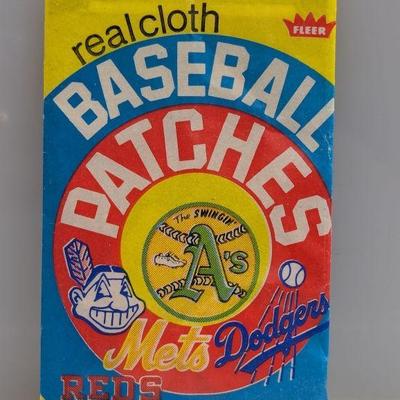 real cloth
FLEER
BASEBALL
PATCHES
The SWINGIN'
A's
Mets
Dodgers
REDS